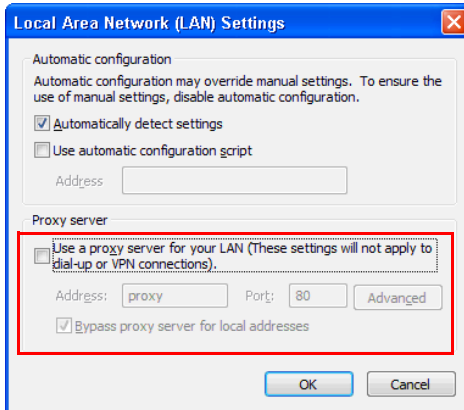 Local Area Network (LAN) Settings
Automatic configuration
Automatic configuration may override manual settings. To ensure the
use of manual settings, disable automatic configuration.
Automatically detect settings
Use automatic configuration script
Address
Proxy server
Use a proxy server for your LAN (These settings will not apply to
dial-up or VPN connections).
Address: proxy Port: 80 Advanced
Bypass proxy server for local addresses
OK Cancel